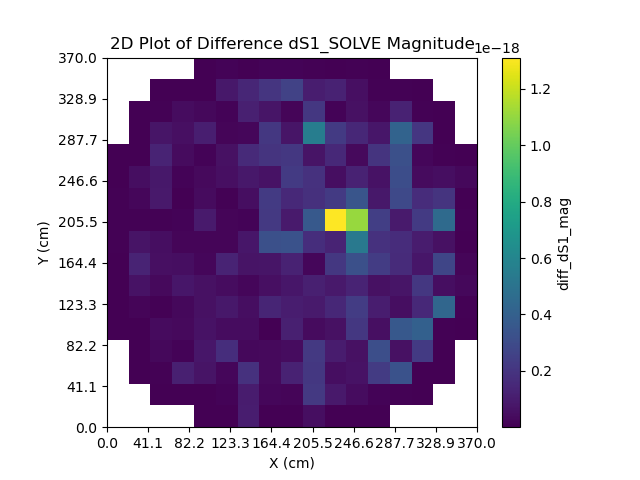 2D Plot of Difference dS1_SOLVE Magnitude
1e−18
370.0
328.9
287.7
246.6
205.5
164.4
123.3
82.2
41.1
0.0
Y (cm)
0.0 41.1 82.2 123.3 164.4 205.5 246.6 287.7 328.9 370.0
X (cm)
1.2
1.0
0.8
0.6
0.4
0.2
diff_dS1_mag